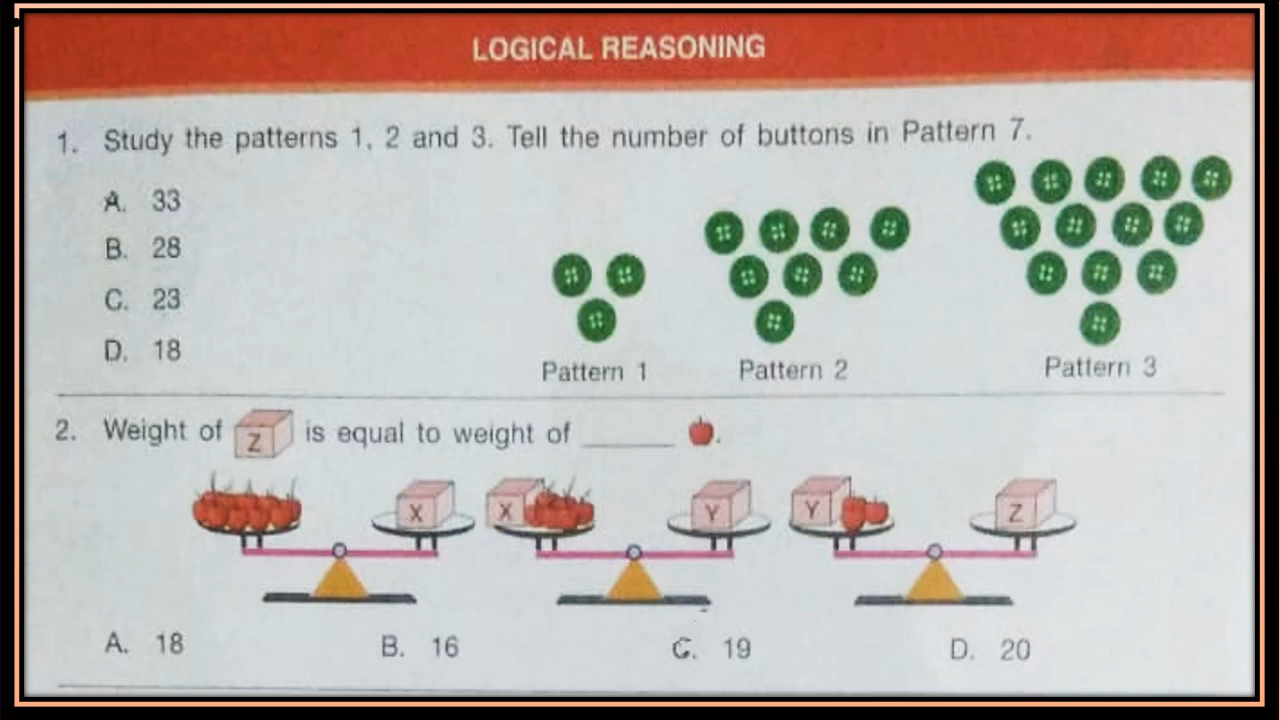 LOGICAL REASONING
1. Study the patterns 1, 2 and 3. Tell the number of buttons in Pattern 7.
A. 33
B. 28
C. 23
D. 18
Pattern 1 Pattern 2 Pattern 3
2. Weight of Z is equal to weight of ______ .
X X Y Y Z
A. 18 B. 16 C. 19 D. 20